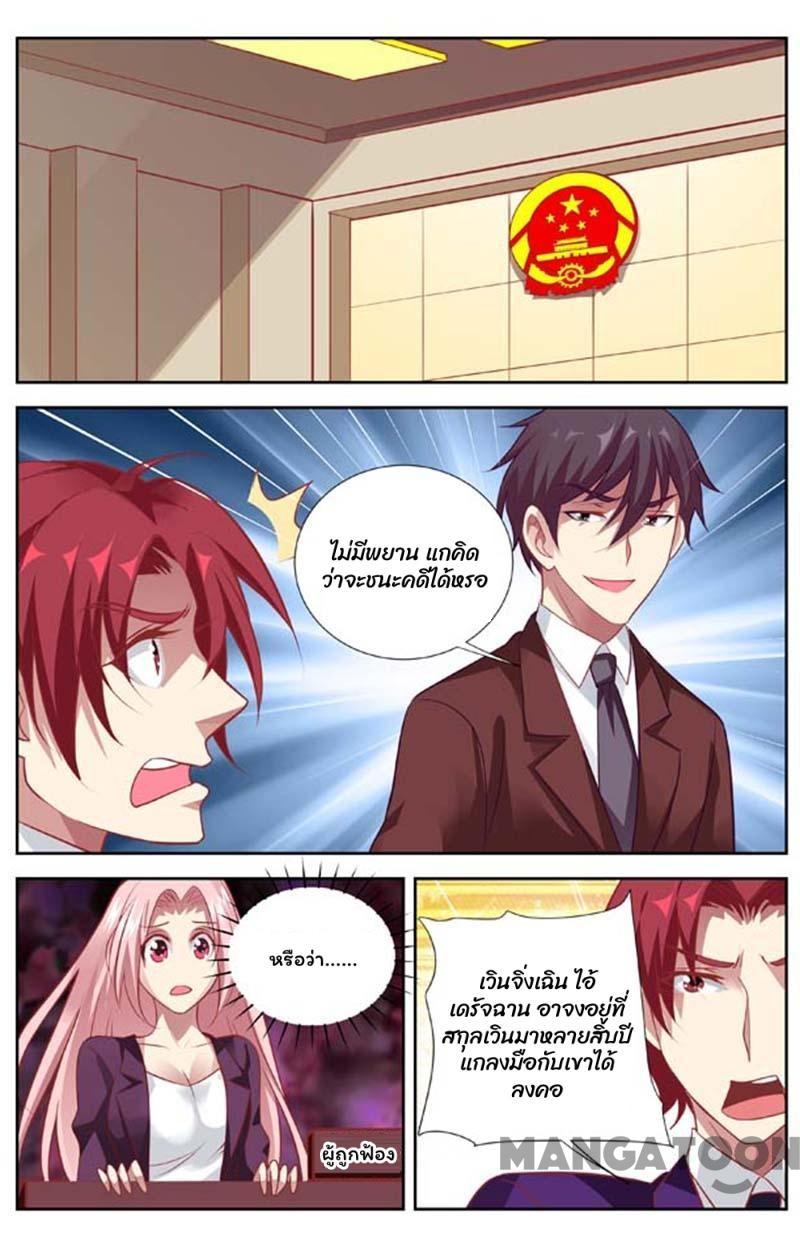 ไม่มีพยาน แกคิด
ว่าจะชนะคดีได้หรอ
หรือว่า......
ผู้ถูกฟ้อง
เวินจิ่งเฉิน ไอ้
เดรัจฉาน อาจงอยู่ที่
สกุลเวินมาหลายสิบปี
แกลงมือกับเขาได้
ลงคอ
MANGATOON